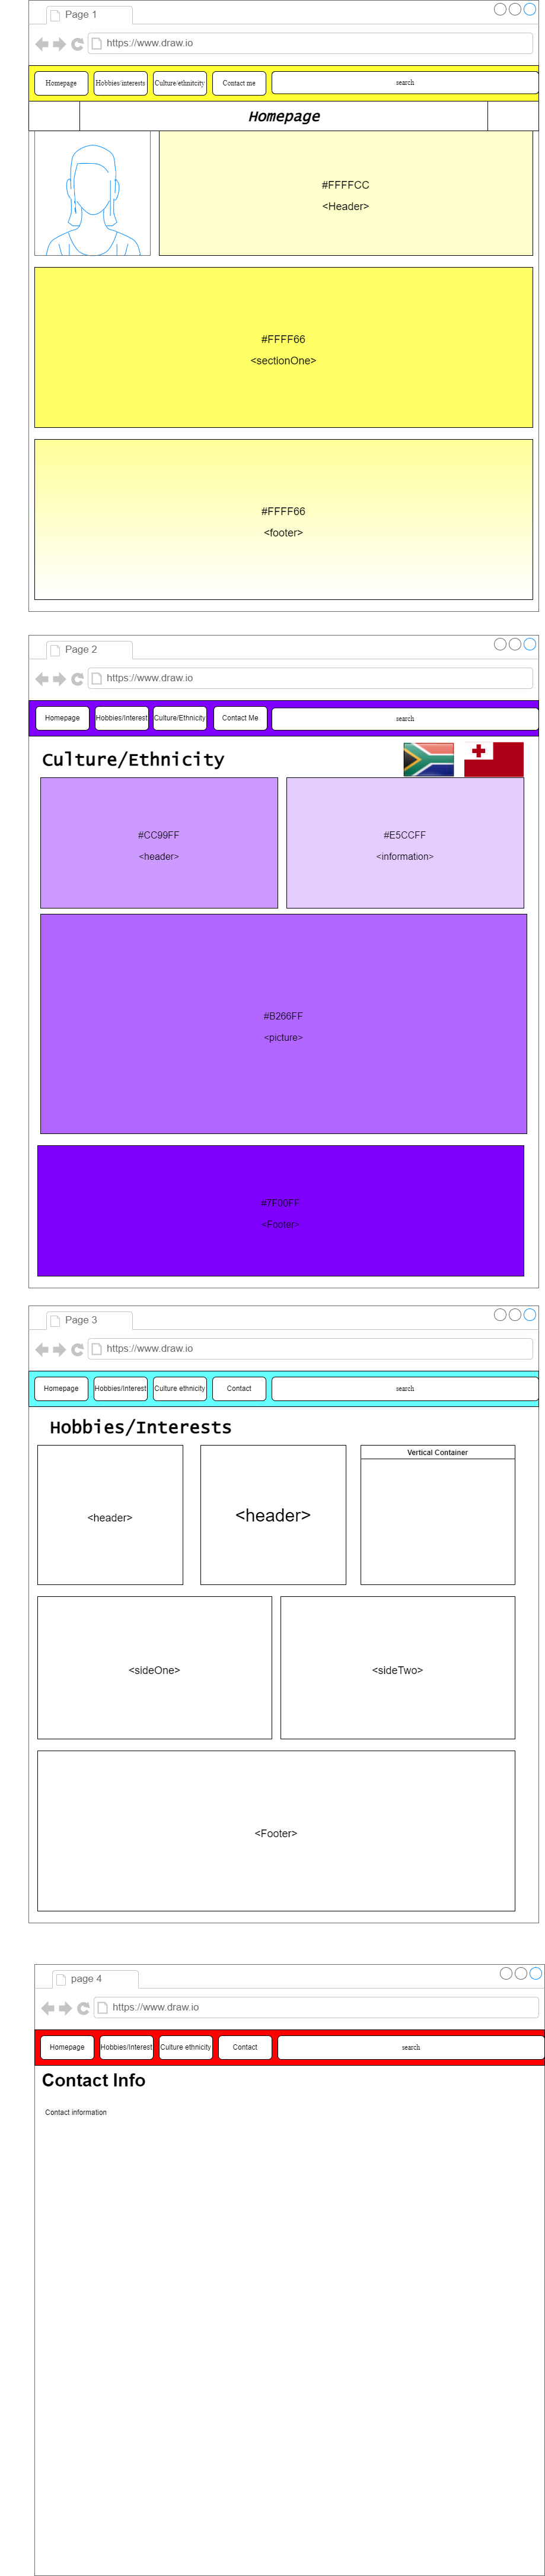 Page 1
https://www.draw.io
Homepage
Hobbies/interests
Culture/ethnitcity
Contact me
search
Homepage
#FFFFCC
<Header>
#FFFF66
<sectionOne>
#FFFF66
<footer>
Page 2
https://www.draw.io
Homepage
Hobbies/Interest
Culture/Ethnicity
Contact Me
search
Culture/Ethnicity
#CC99FF
<header>
#E5CCFF
<information>
#B266FF
<picture>
#7F00FF
<Footer>
Page 3
https://www.draw.io
Homepage
Hobbies/Interest
Culture ethnicity
Contact
search
Hobbies/Interests
<header>
<header>
Vertical Container
<sideOne>
<sideTwo>
<Footer>
page 4
https://www.draw.io
Homepage
Hobbies/Interest
Culture ethnicity
Contact
search
Contact Info
Contact information